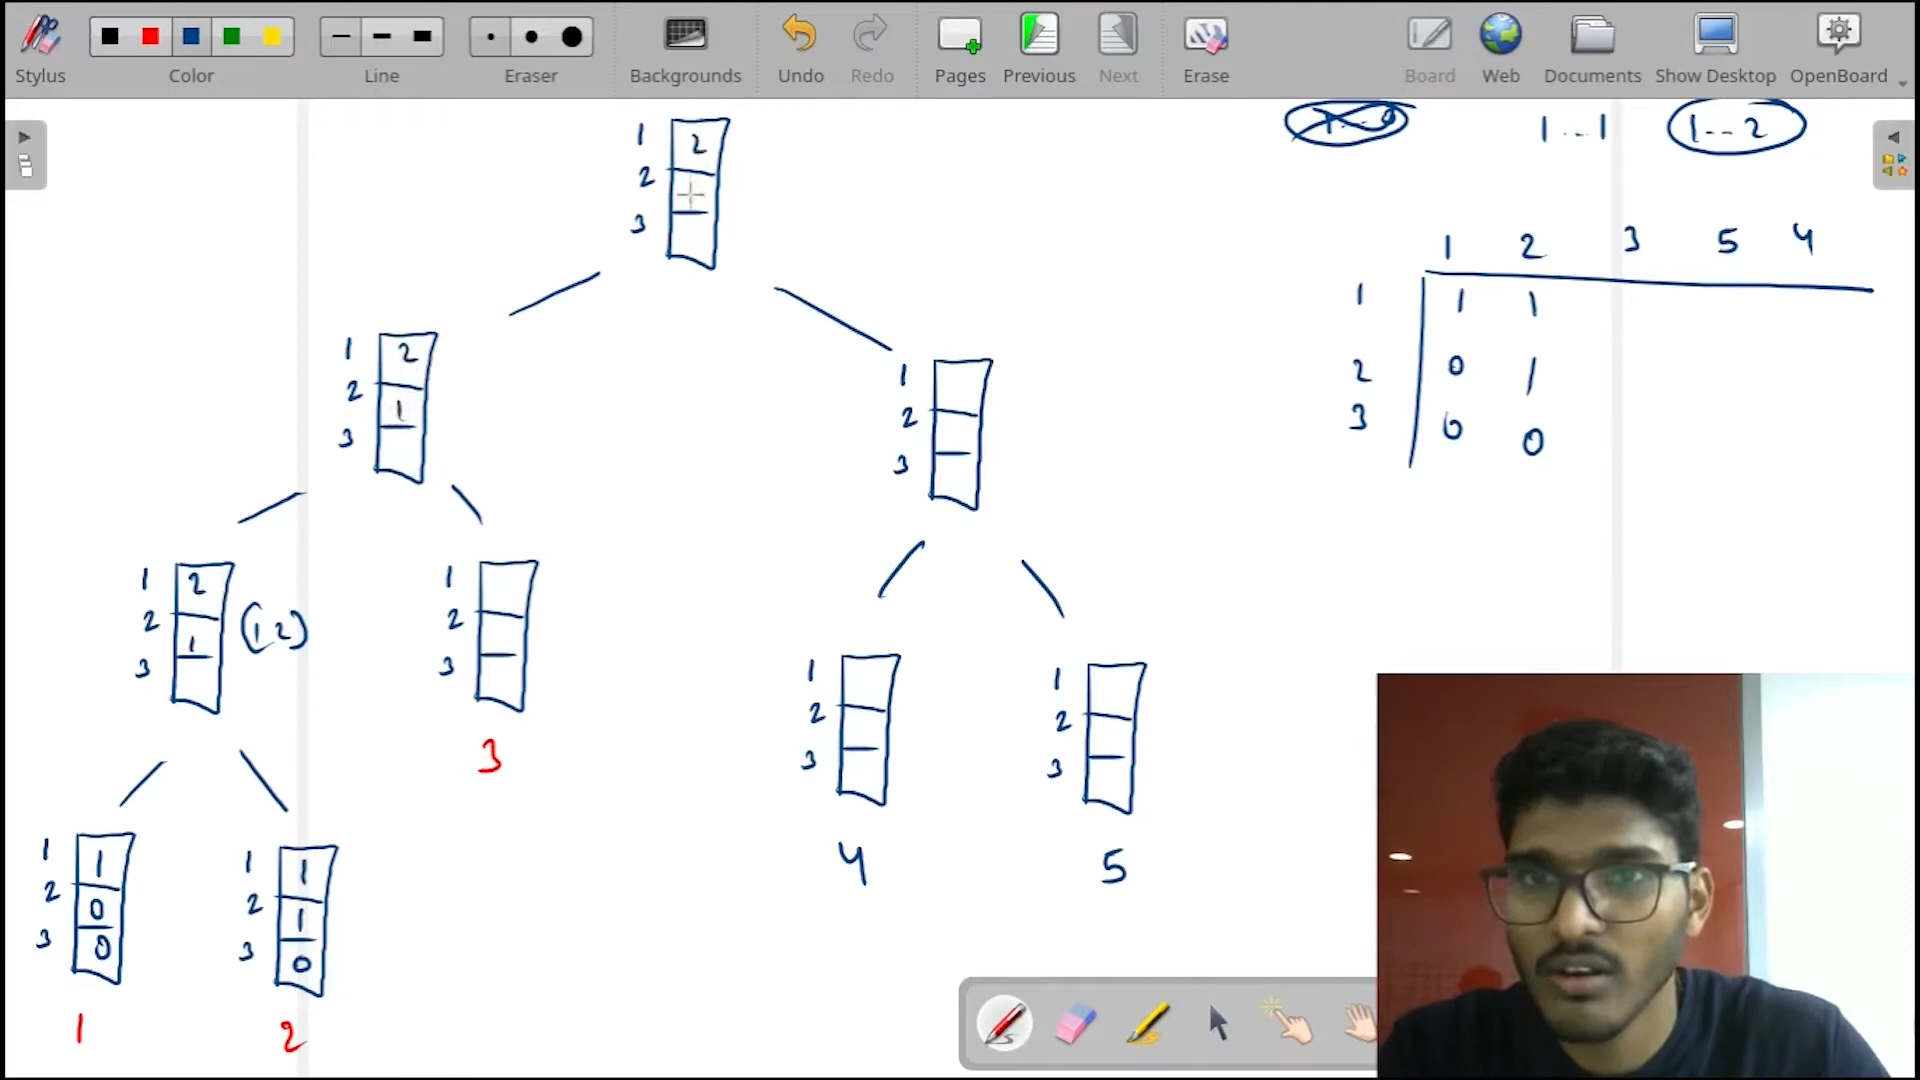 Stylus
Color
Line
Eraser
Backgrounds
Undo
Redo
Pages
Previous
Next
Erase
Board
Web
Documents
Show Desktop
OpenBoard
1...1
1--2
1 2
2
3
1 2 3 5 4
1 1 1
2 0 1
3 0 0
1 2
2 1
3
1
2
3
1 2
2 1 (1,2)
3
1
2
3
3
1
2
3
4
1
2
3
5
1 1
2 0
3 0
1
1 1
2 1
3 0
2